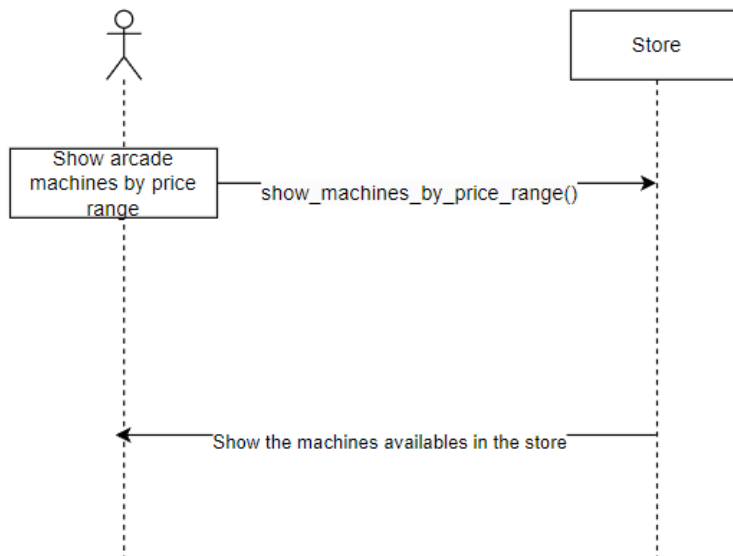 Store
Show arcade
machines by price
range
show_machines_by_price_range()
Show the machines availables in the store